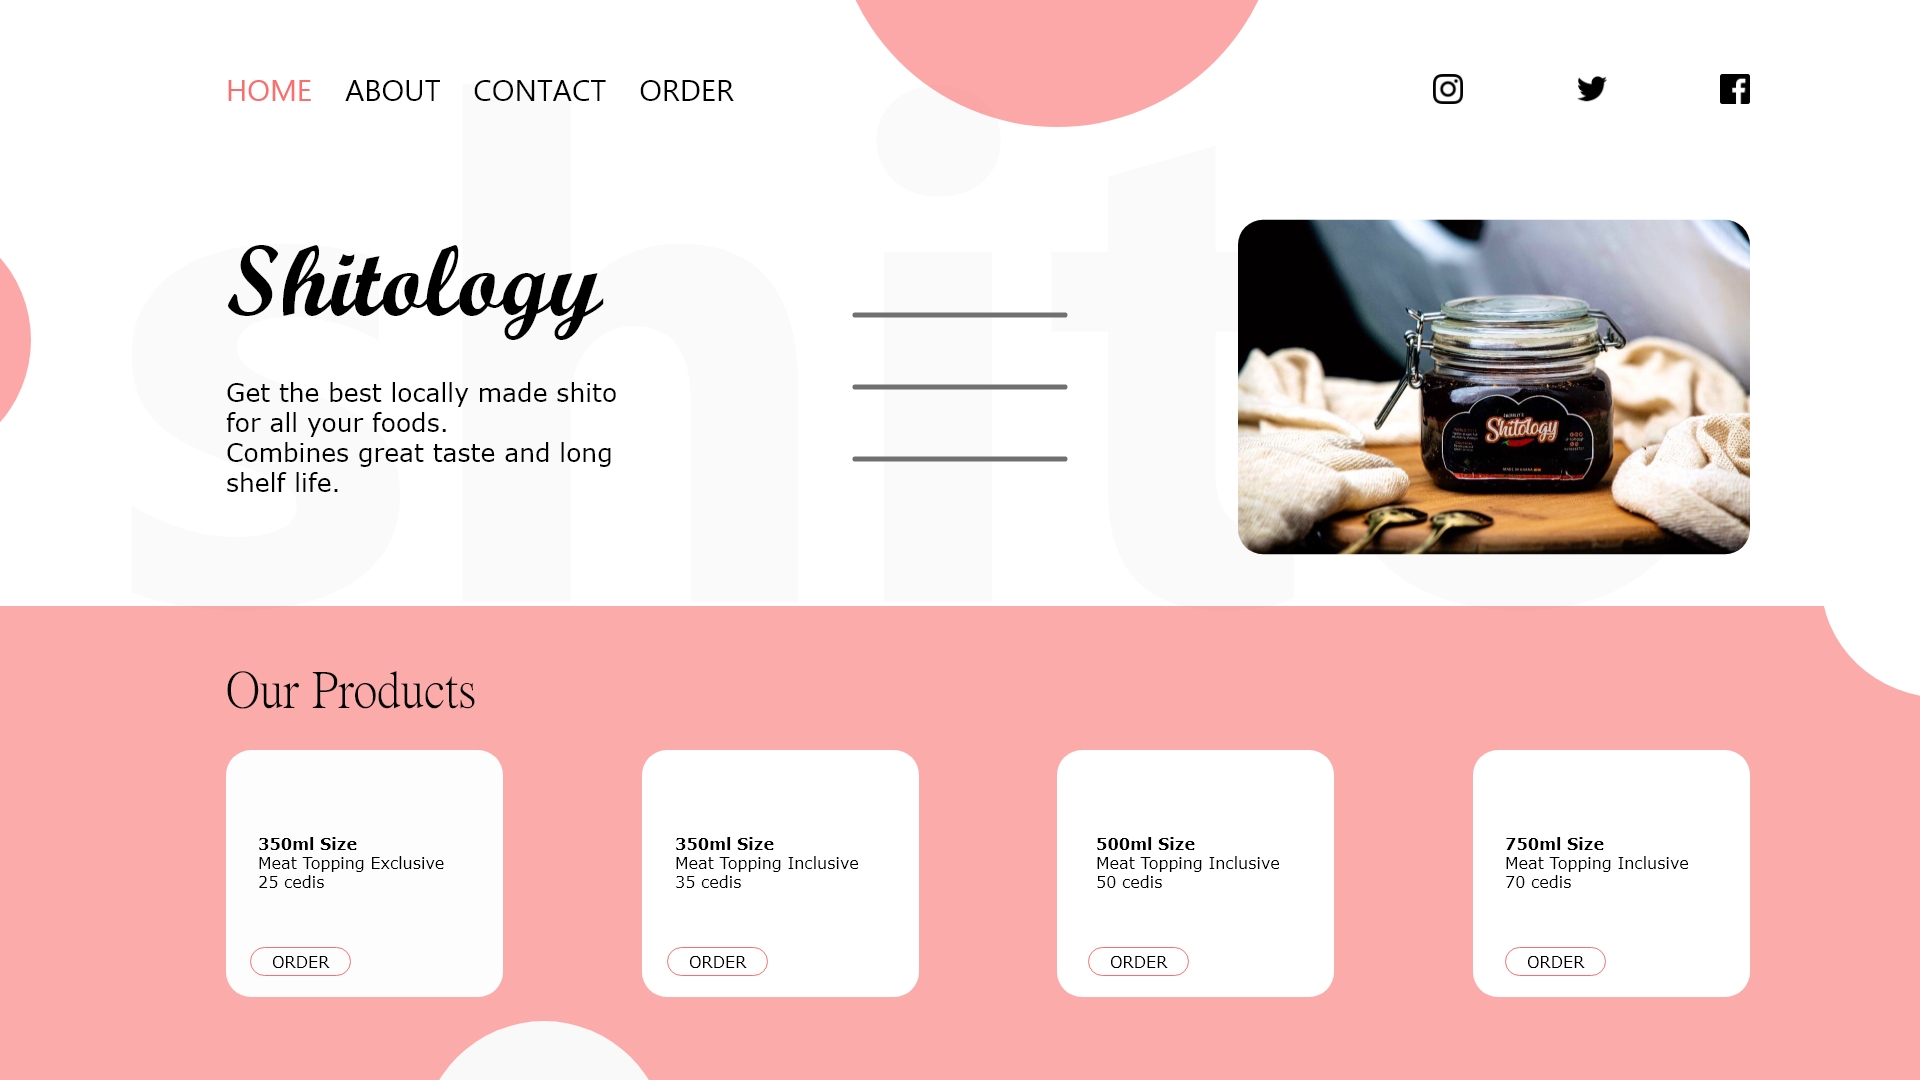 HOME ABOUT CONTACT ORDER
shito
Shitology
Get the best locally made shito
for all your foods.
Combines great taste and long
shelf life.
Shitology
Our Products
350ml Size
Meat Topping Exclusive
25 cedis
ORDER
350ml Size
Meat Topping Inclusive
35 cedis
ORDER
500ml Size
Meat Topping Inclusive
50 cedis
ORDER
750ml Size
Meat Topping Inclusive
70 cedis
ORDER